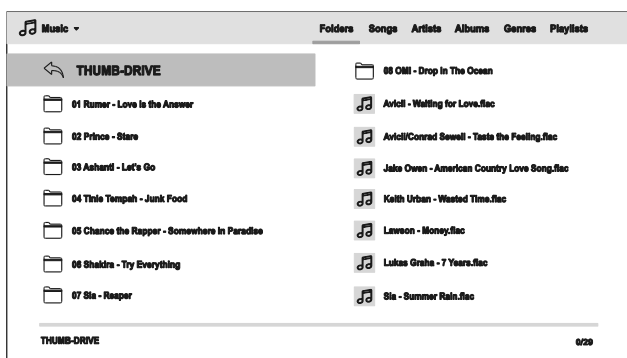 Music
Folders Songs Artists Albums Genres Playlists
THUMB-DRIVE
01 Rumer - Love is the Answer
02 Prince - Stare
03 Ashanti - Let's Go
04 Tinie Tempah - Junk Food
05 Chance the Rapper - Somewhere in Paradise
06 Shakira - Try Everything
07 Sia - Reaper
08 OMI - Drop In The Ocean
Avicii - Waiting for Love.flac
Avicii/Conrad Sewell - Taste the Feeling.flac
Jake Owen - American Country Love Song.flac
Keith Urban - Wasted Time.flac
Lawson - Money.flac
Lukas Graha - 7 Years.flac
Sia - Summer Rain.flac
THUMB-DRIVE
0/29